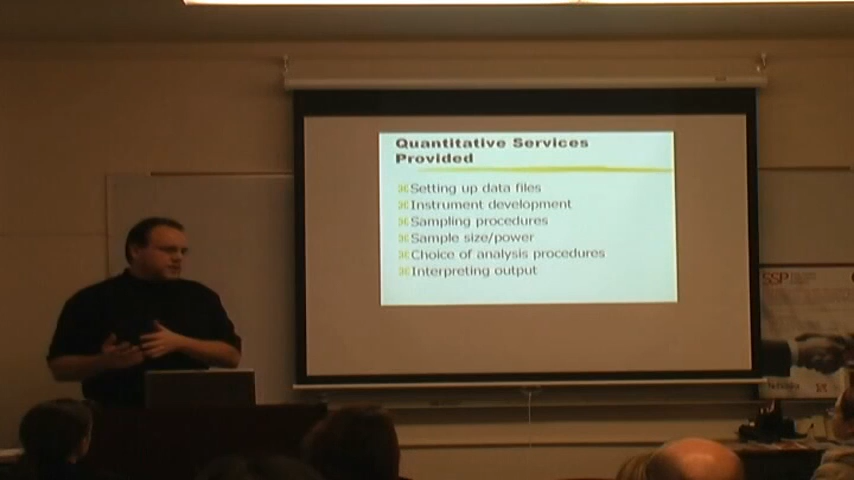 Quantitative Services
Provided
Setting up data files
Instrument development
Sampling procedures
Sample size/power
Choice of analysis procedures
Interpreting output
SSP